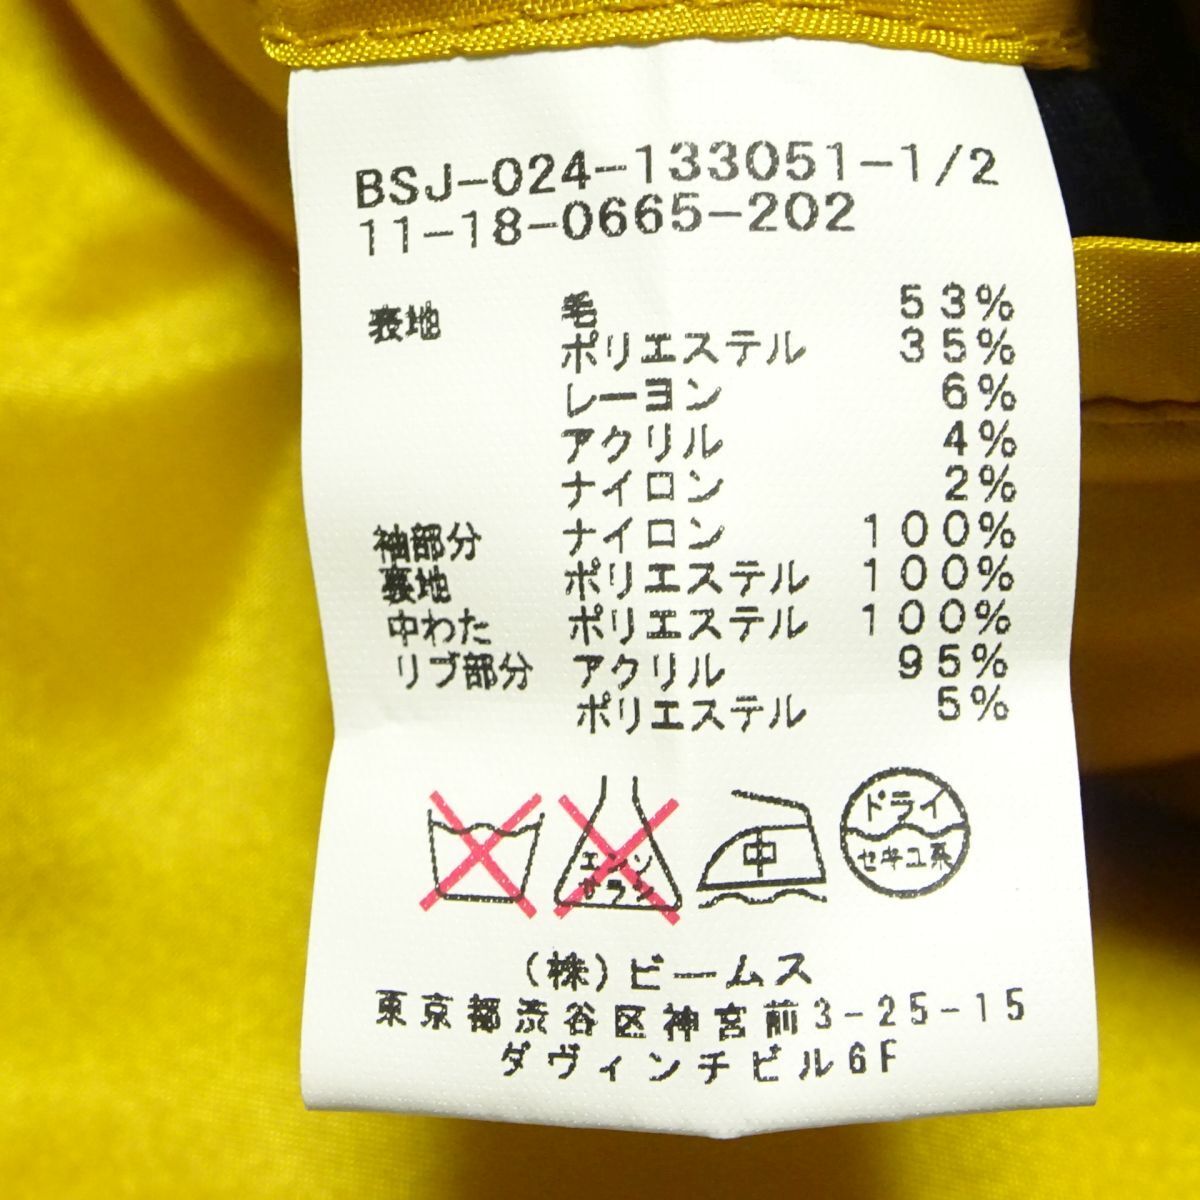 BSJ-024-133051-1/2
11-18-0665-202
表地 毛 53%
ポリエステル 35%
レーヨン 6%
アクリル 4%
ナイロン 2%
袖部分 ナイロン 100%
裏地 ポリエステル 100%
中わた ポリエステル 100%
リブ部分 アクリル 95%
ポリエステル 5%
エンソ
サラシ
中
ドライ
セキユ系
(株)ビームス
東京都渋谷区神宮前3-25-15
ダヴィンチビル6F